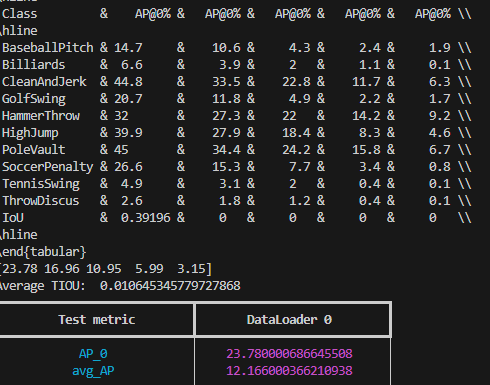 \hline
Class & AP@0% & AP@0% & AP@0% & AP@0% & AP@0% \\
\hline
BaseballPitch & 14.7 & 10.6 & 4.3 & 2.4 & 1.9 \\
Billiards & 6.6 & 3.9 & 2 & 1.1 & 0.1 \\
CleanAndJerk & 44.8 & 33.5 & 22.8 & 11.7 & 6.3 \\
GolfSwing & 20.7 & 11.8 & 4.9 & 2.2 & 1.7 \\
HammerThrow & 32 & 27.3 & 22 & 14.2 & 9.2 \\
HighJump & 39.9 & 27.9 & 18.4 & 8.3 & 4.6 \\
PoleVault & 45 & 34.4 & 24.2 & 15.8 & 6.7 \\
SoccerPenalty & 26.6 & 15.3 & 7.7 & 3.4 & 0.8 \\
TennisSwing & 4.9 & 3.1 & 2 & 0.4 & 0.1 \\
ThrowDiscus & 2.6 & 1.8 & 1.2 & 0.4 & 0.1 \\
IoU & 0.39196 & 0 & 0 & 0 & 0 \\
\hline
\end{tabular}
[23.78 16.96 10.95 5.99 3.15]
Average TIOU: 0.010645345779727868
Test metric DataLoader 0
AP_0 23.780000686645508
avg_AP 12.166000366210938